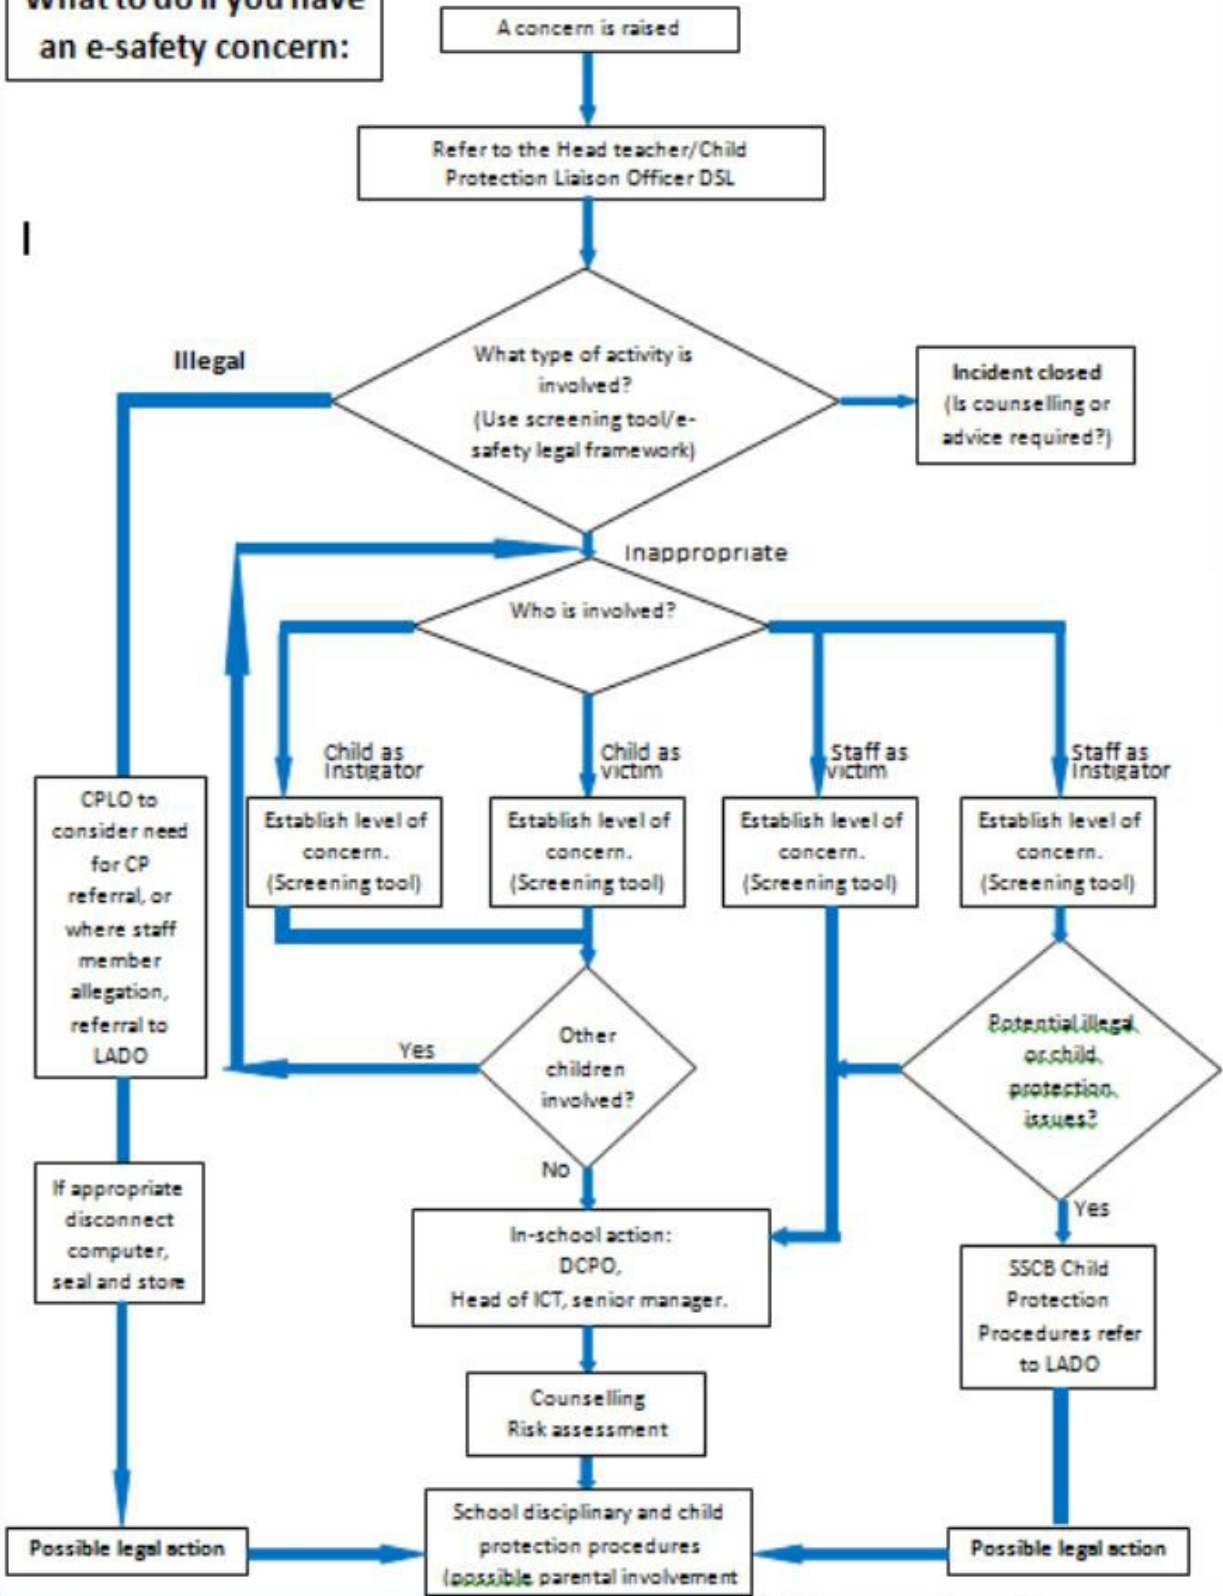 What to do if you have
an e-safety concern:
A concern is raised
Refer to the Head teacher/Child
Protection Liaison Officer DSL
Illegal
What type of activity is
involved?
(Use screening tool/e-
safety legal framework)
Incident closed
(Is counselling or
advice required?)
Inappropriate
Who is involved?
Child as
Instigator
Child as
victim
Staff as
victim
Staff as
Instigator
CPLO to
consider need
for CP
referral, or
where staff
member
allegation,
referral to
LADO
Establish level of
concern.
(Screening tool)
Establish level of
concern.
(Screening tool)
Establish level of
concern.
(Screening tool)
Establish level of
concern.
(Screening tool)
Yes
Other
children
involved?
Potential illegal
or child
protection
issues?
No
Yes
If appropriate
disconnect
computer,
seal and store
In-school action:
DCPO,
Head of ICT, senior manager.
SSCB Child
Protection
Procedures refer
to LADO
Counselling
Risk assessment
Possible legal action
School disciplinary and child
protection procedures
(possible parental involvement
Possible legal action